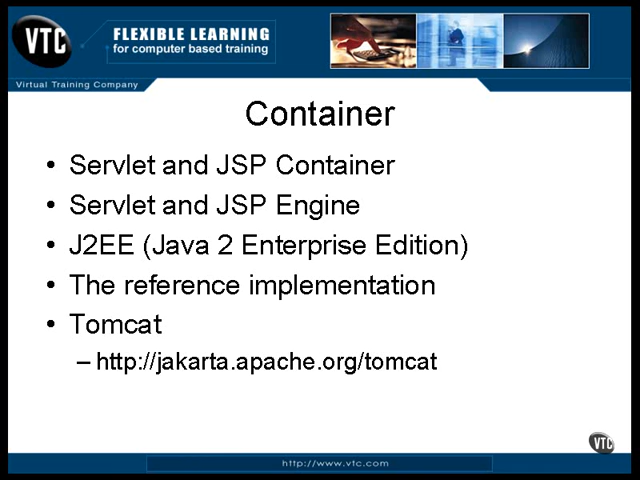 VTC
FLEXIBLE LEARNING
for computer based training
Virtual Training Company
Container
• Servlet and JSP Container
• Servlet and JSP Engine
• J2EE (Java 2 Enterprise Edition)
• The reference implementation
• Tomcat
– http://jakarta.apache.org/tomcat
VTC
http://www.vtc.com